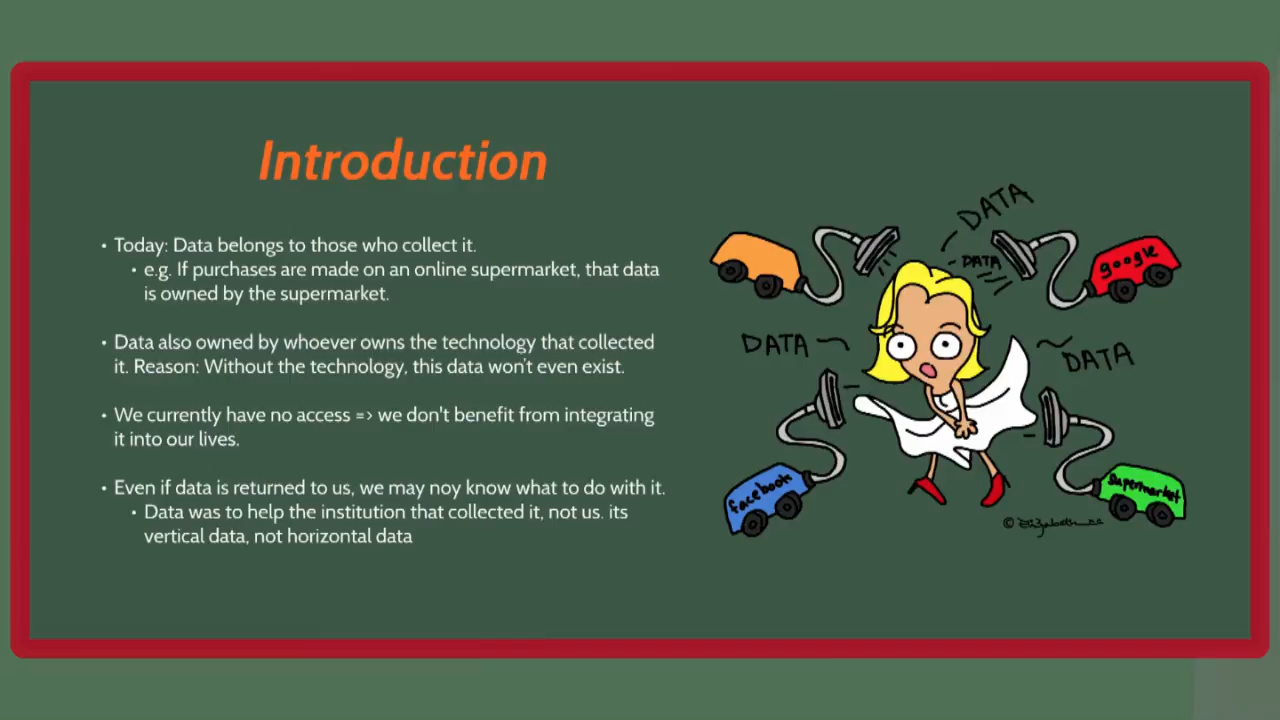 Introduction
• Today: Data belongs to those who collect it.
• e.g. If purchases are made on an online supermarket, that data
is owned by the supermarket.
• Data also owned by whoever owns the technology that collected
it. Reason: Without the technology, this data won't even exist.
• We currently have no access => we don't benefit from integrating
it into our lives.
• Even if data is returned to us, we may noy know what to do with it.
• Data was to help the institution that collected it, not us. its
vertical data, not horizontal data
DATA
DATA
google
DATA
DATA
facebook
Supermarket
©